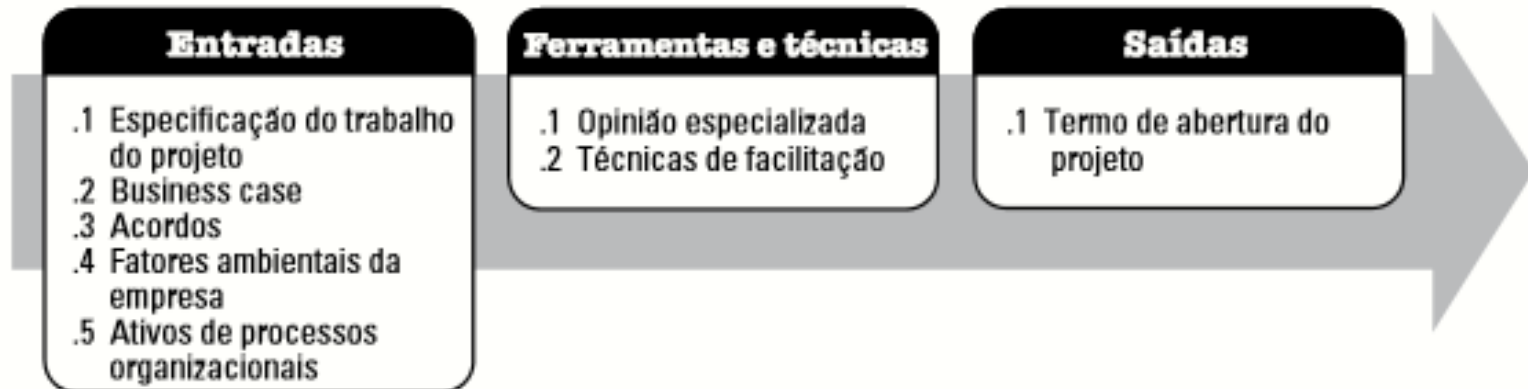 Entradas
.1 Especificação do trabalho
do projeto
.2 Business case
.3 Acordos
.4 Fatores ambientais da
empresa
.5 Ativos de processos
organizacionais
Ferramentas e técnicas
.1 Opinião especializada
.2 Técnicas de facilitação
Saídas
.1 Termo de abertura do
projeto